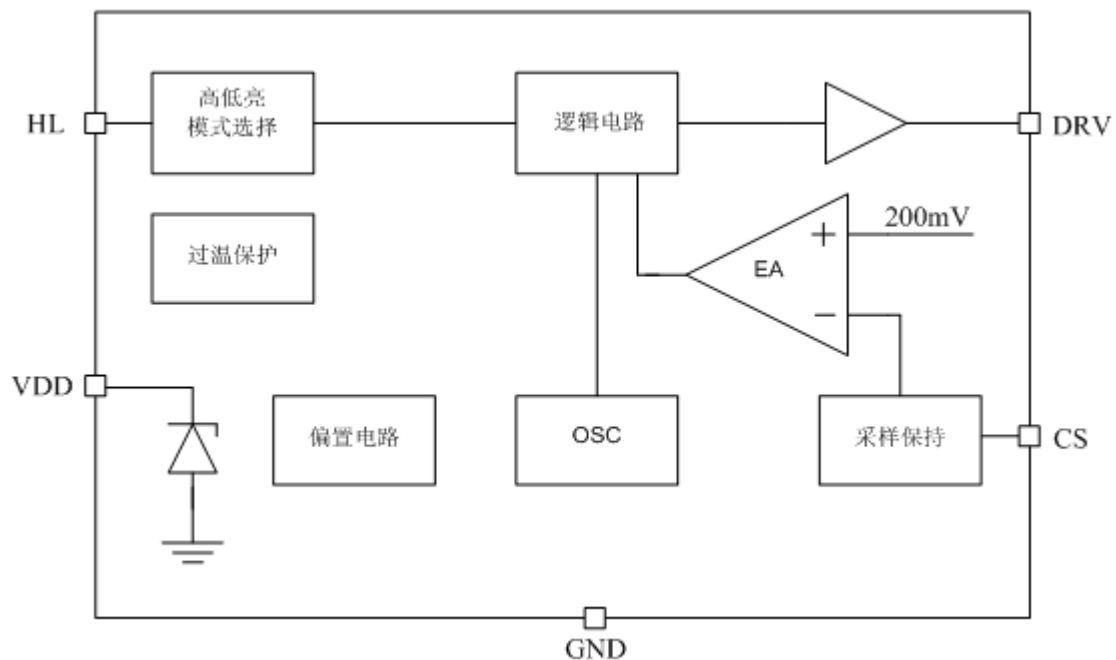 高低亮
模式选择
HL
逻辑电路
DRV
200mV
+
EA
−
过温保护
VDD
偏置电路
OSC
采样保持
CS
GND